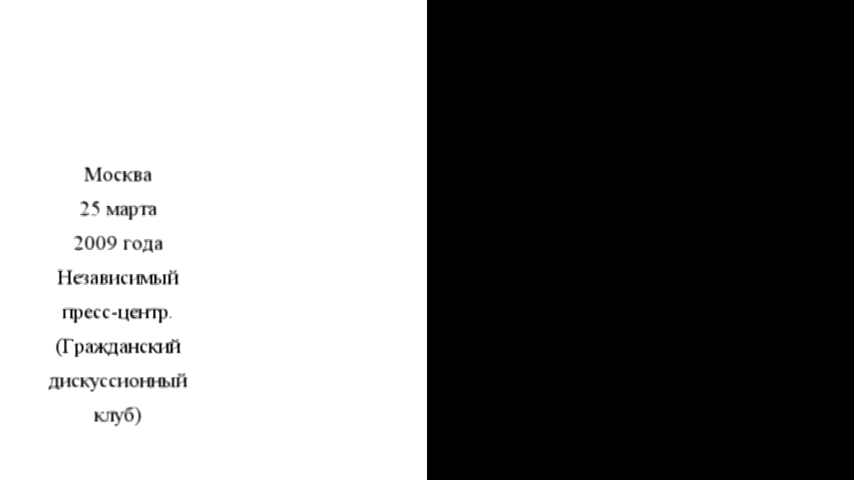 Москва
25 марта
2009 года
Независимый
пресс-центр.
(Гражданский
дискуссионный
клуб)